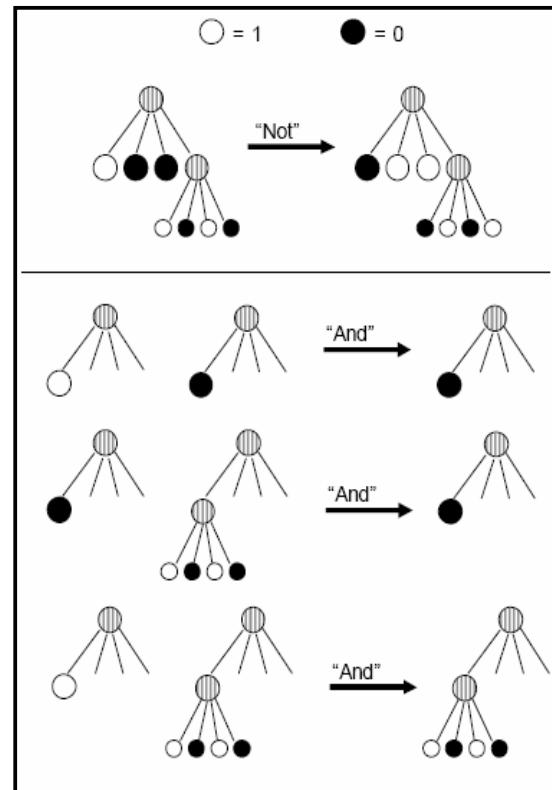 = 1 = 0
“Not”
“And”
“And”
“And”